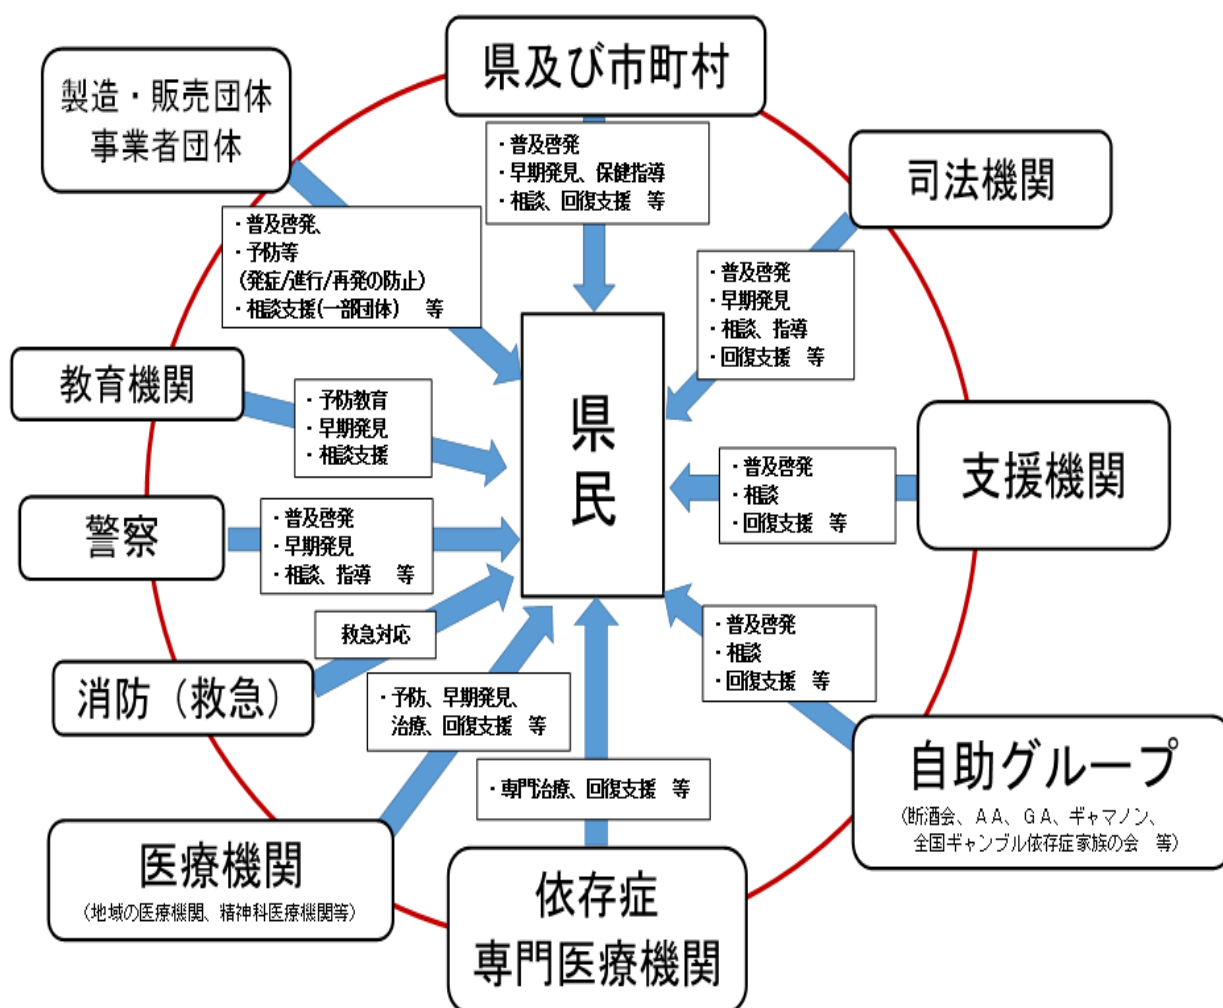 県及び市町村
・普及啓発
・早期発見、保健指導
・相談、回復支援　等
製造・販売団体
事業者団体
・普及啓発、
・予防等
(発症/進行/再発の防止)
・相談支援(一部団体)　等
司法機関
・普及啓発
・早期発見
・相談、指導
・回復支援　等
教育機関
・予防教育
・早期発見
・相談支援
県
民
支援機関
・普及啓発
・相談
・回復支援　等
警察
・普及啓発
・早期発見
・相談、指導　等
消防（救急）
救急対応
自助グループ
（断酒会、ＡＡ、ＧＡ、ギャマノン、
全国ギャンブル依存症家族の会　等）
・普及啓発
・相談
・回復支援　等
医療機関
（地域の医療機関、精神科医療機関等）
・予防、早期発見、
治療、回復支援　等
依存症
専門医療機関
・専門治療、回復支援　等